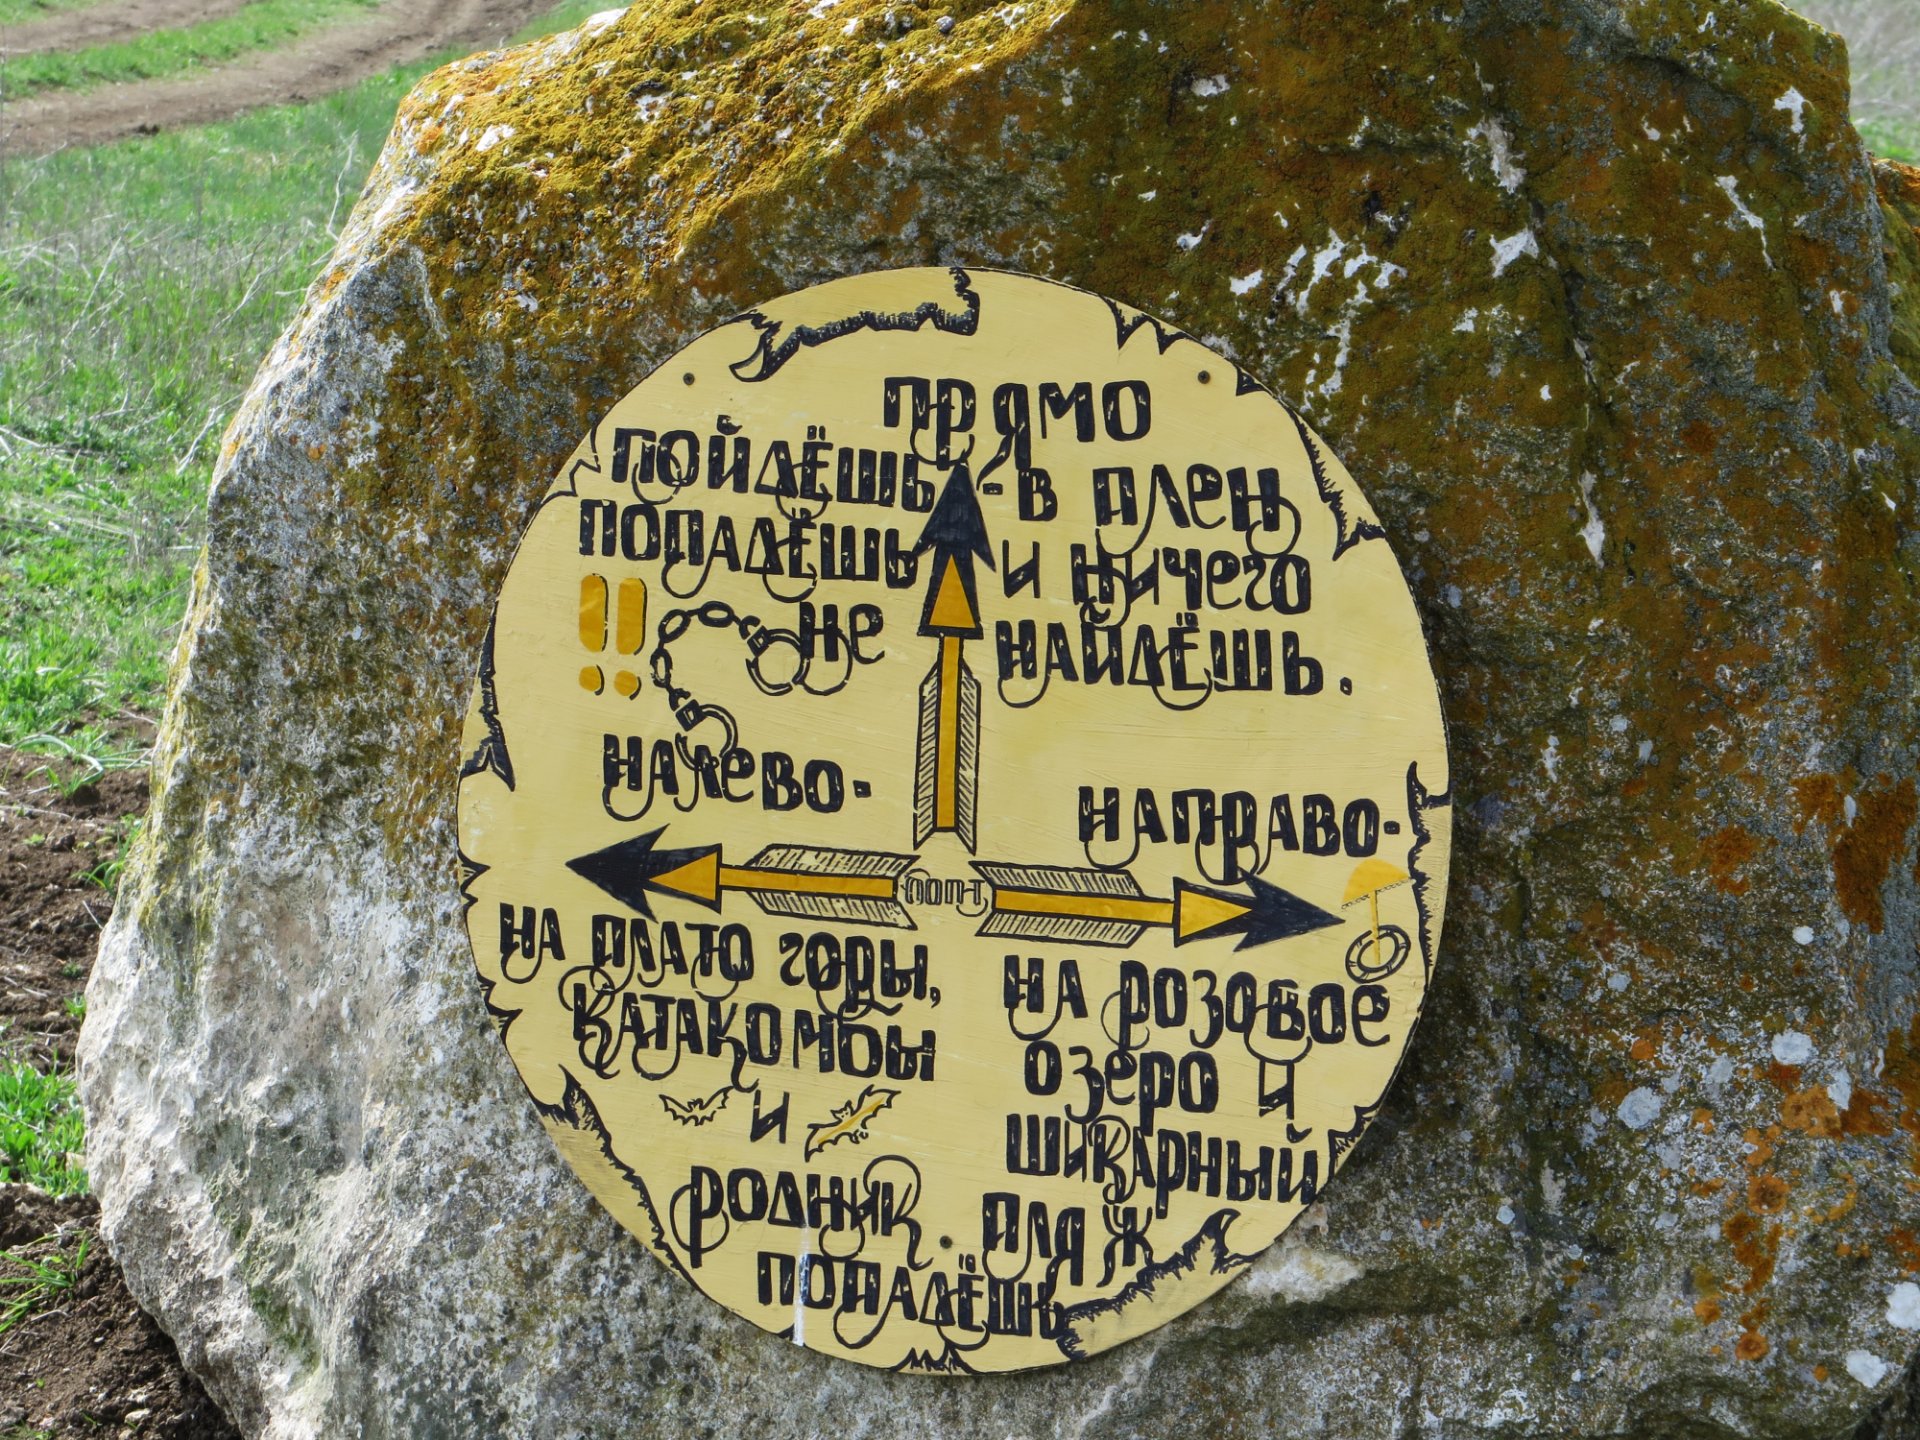 ПРЯМО
ПОЙДЁШЬ - В ПЛЕН
ПОПАДЁШЬ И НИЧЕГО
!! НЕ НАЙДЁШЬ.
НАЛЕВО-
НАПРАВО-
НА ПЛАТО ГОРЫ,
КАТАКОМБЫ
И
РОДНИК
НА РОЗОВОЕ
ОЗЕРО И
ШИКАРНЫЙ
ПЛЯЖ
ПОПАДЁШЬ